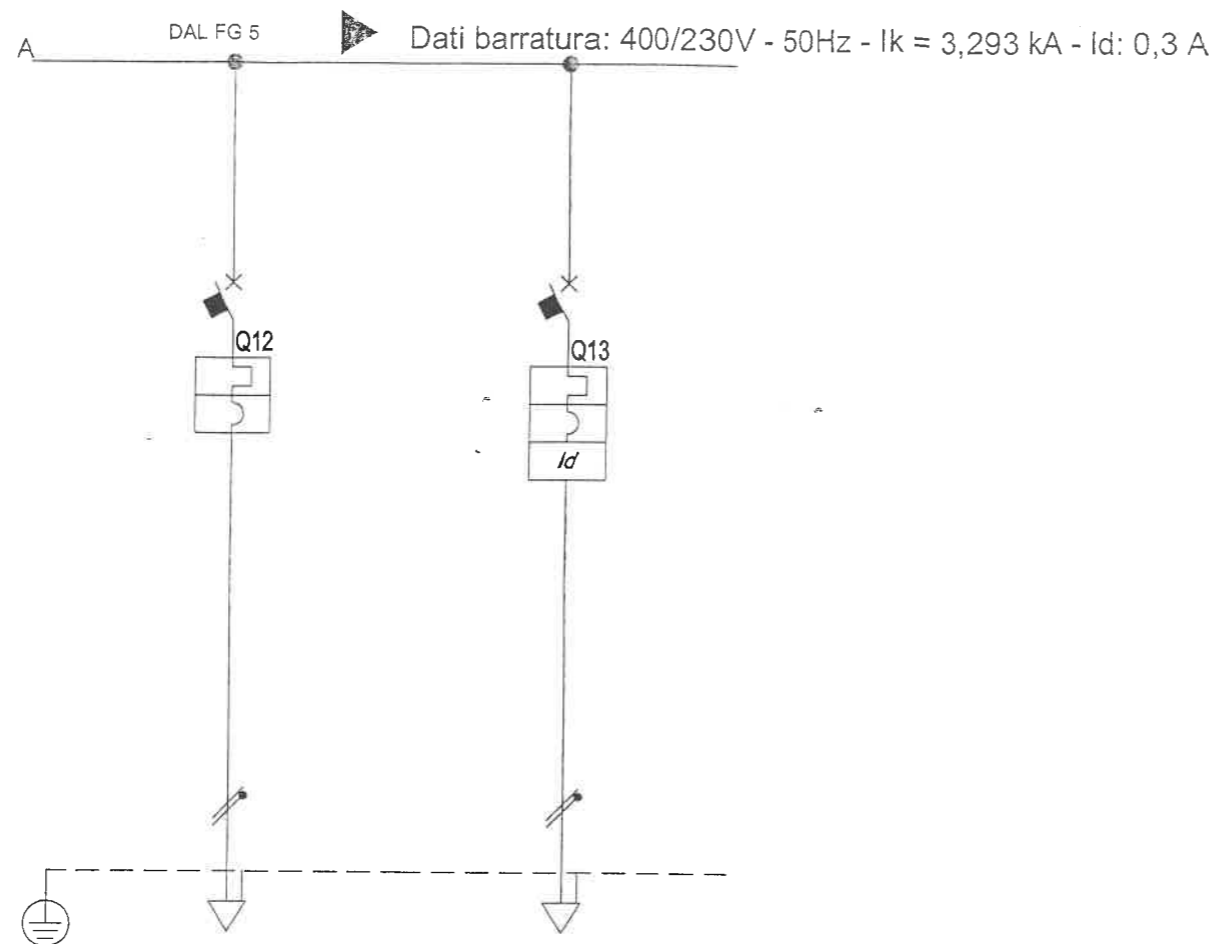 A
DAL FG 5
Dati barratura: 400/230V - 50Hz - Ik = 3,293 kA - Id: 0,3 A
Q12
Q13
Id